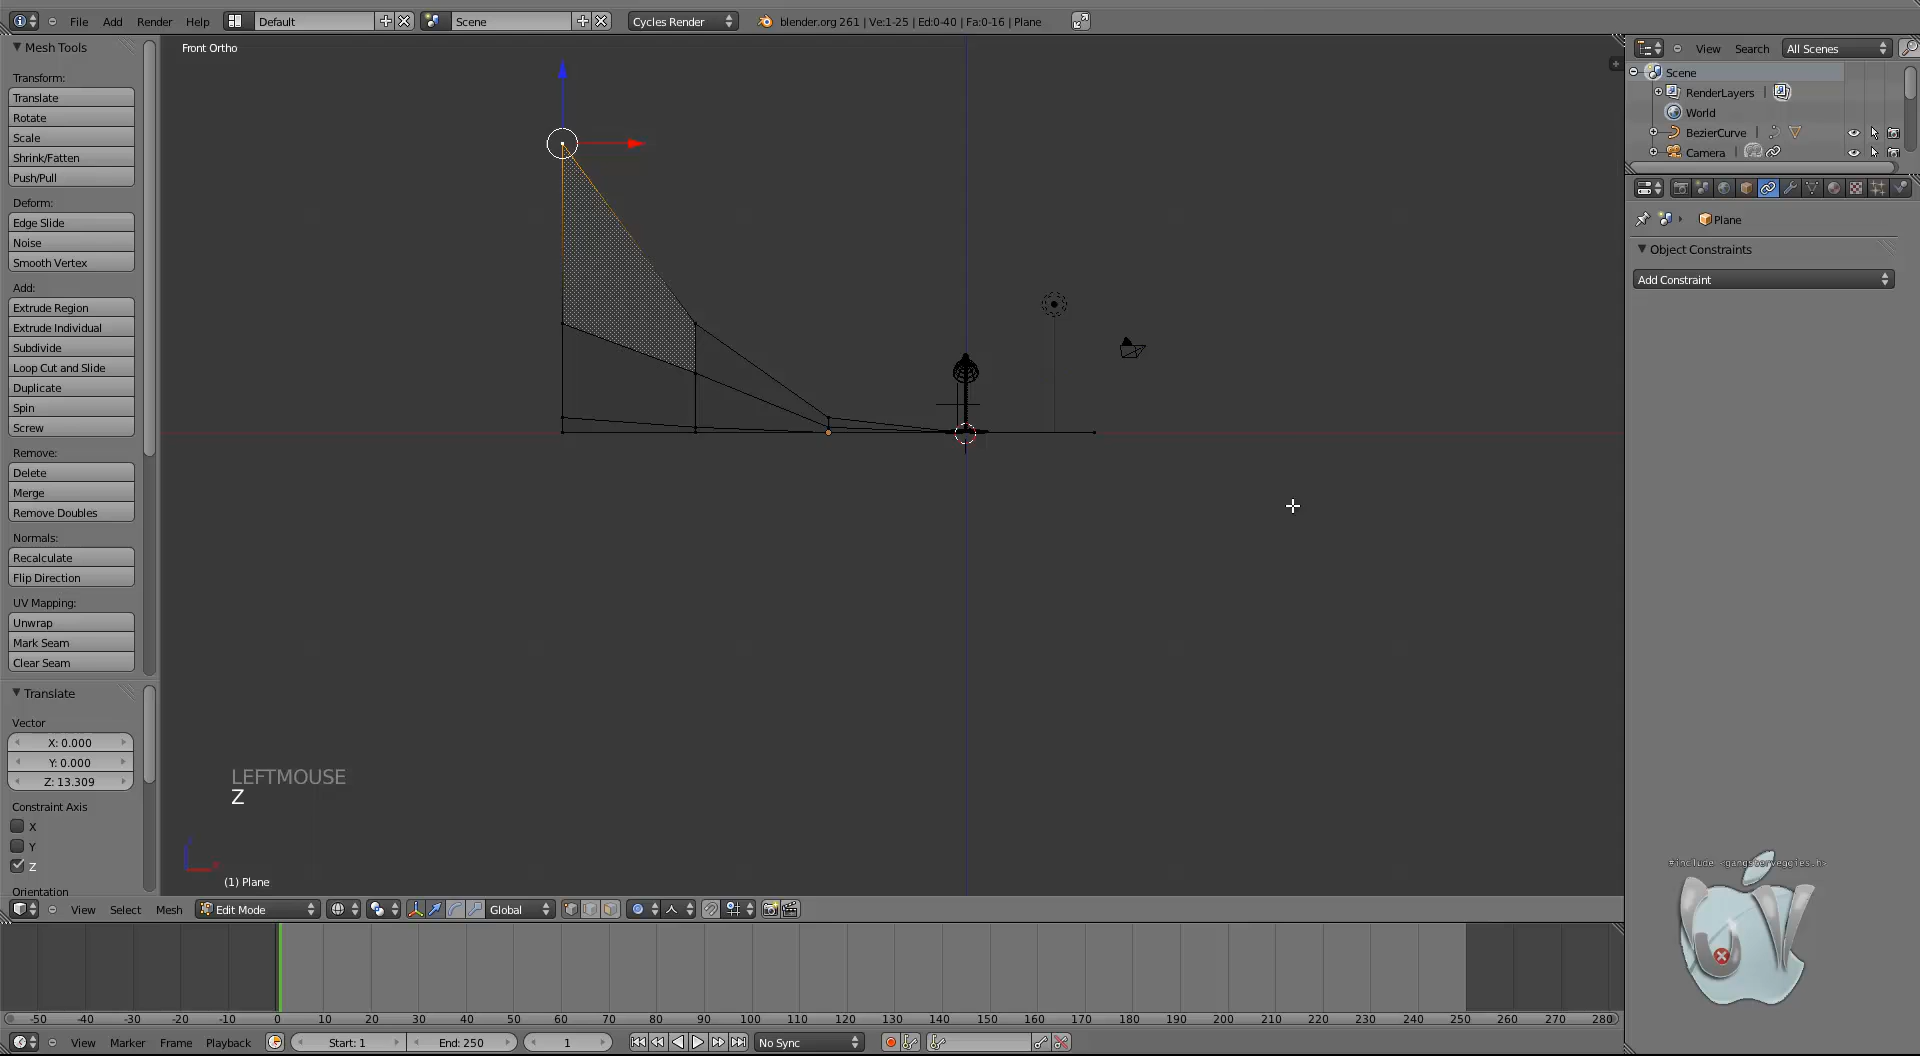 File Add Render Help Default Scene Cycles Render blender.org 261 | Ve:1-25 | Ed:0-40 | Fa:0-16 | Plane
Mesh Tools
Transform:
Translate
Rotate
Scale
Shrink/Fatten
Push/Pull
Deform:
Edge Slide
Noise
Smooth Vertex
Add:
Extrude Region
Extrude Individual
Subdivide
Loop Cut and Slide
Duplicate
Spin
Screw
Remove:
Delete
Merge
Remove Doubles
Normals:
Recalculate
Flip Direction
UV Mapping:
Unwrap
Mark Seam
Clear Seam
Translate
Vector
X: 0.000
Y: 0.000
Z: 13.309
Constraint Axis
X
Y
Z
Orientation
Front Ortho
LEFTMOUSE
Z
(1) Plane
View Select Mesh Edit Mode Global
View Search All Scenes
Scene
RenderLayers |
World
BezierCurve |
Camera |
Plane
Object Constraints
Add Constraint
#include <gangsterveggies.h>
-50 -40 -30 -20 -10 0 10 20 30 40 50 60 70 80 90 100 110 120 130 140 150 160 170 180 190 200 210 220 230 240 250 260 270 280
View Marker Frame Playback Start: 1 End: 250 1 No Sync